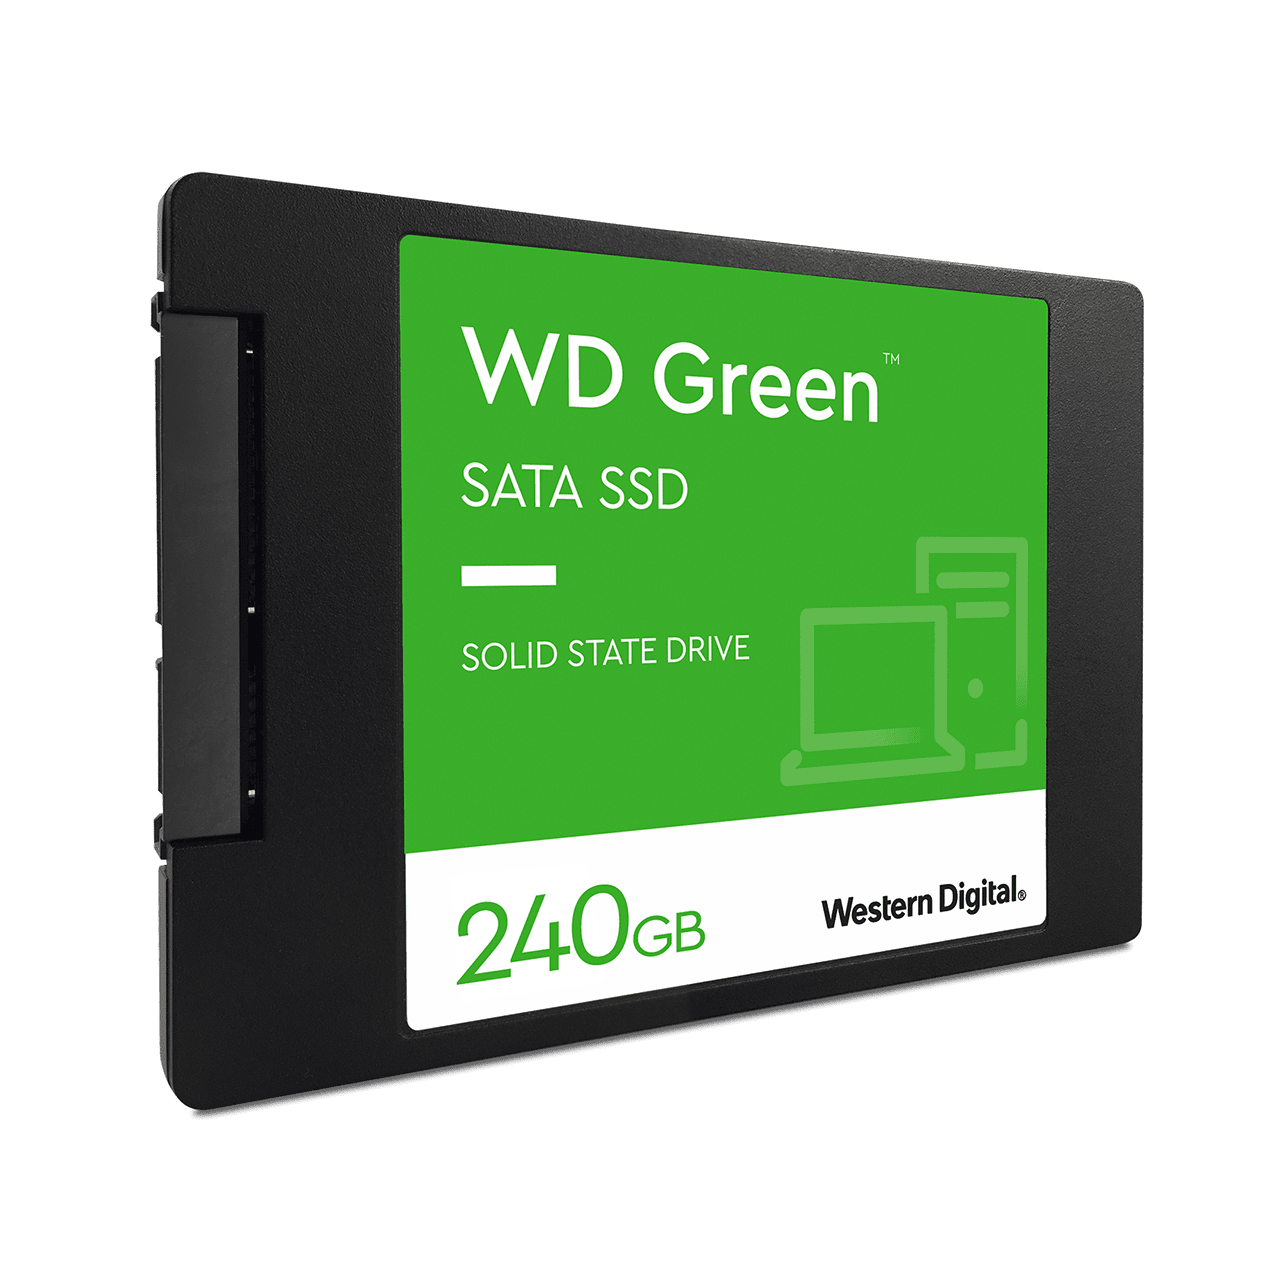 WD Green™
SATA SSD
SOLID STATE DRIVE
240GB
Western Digital®